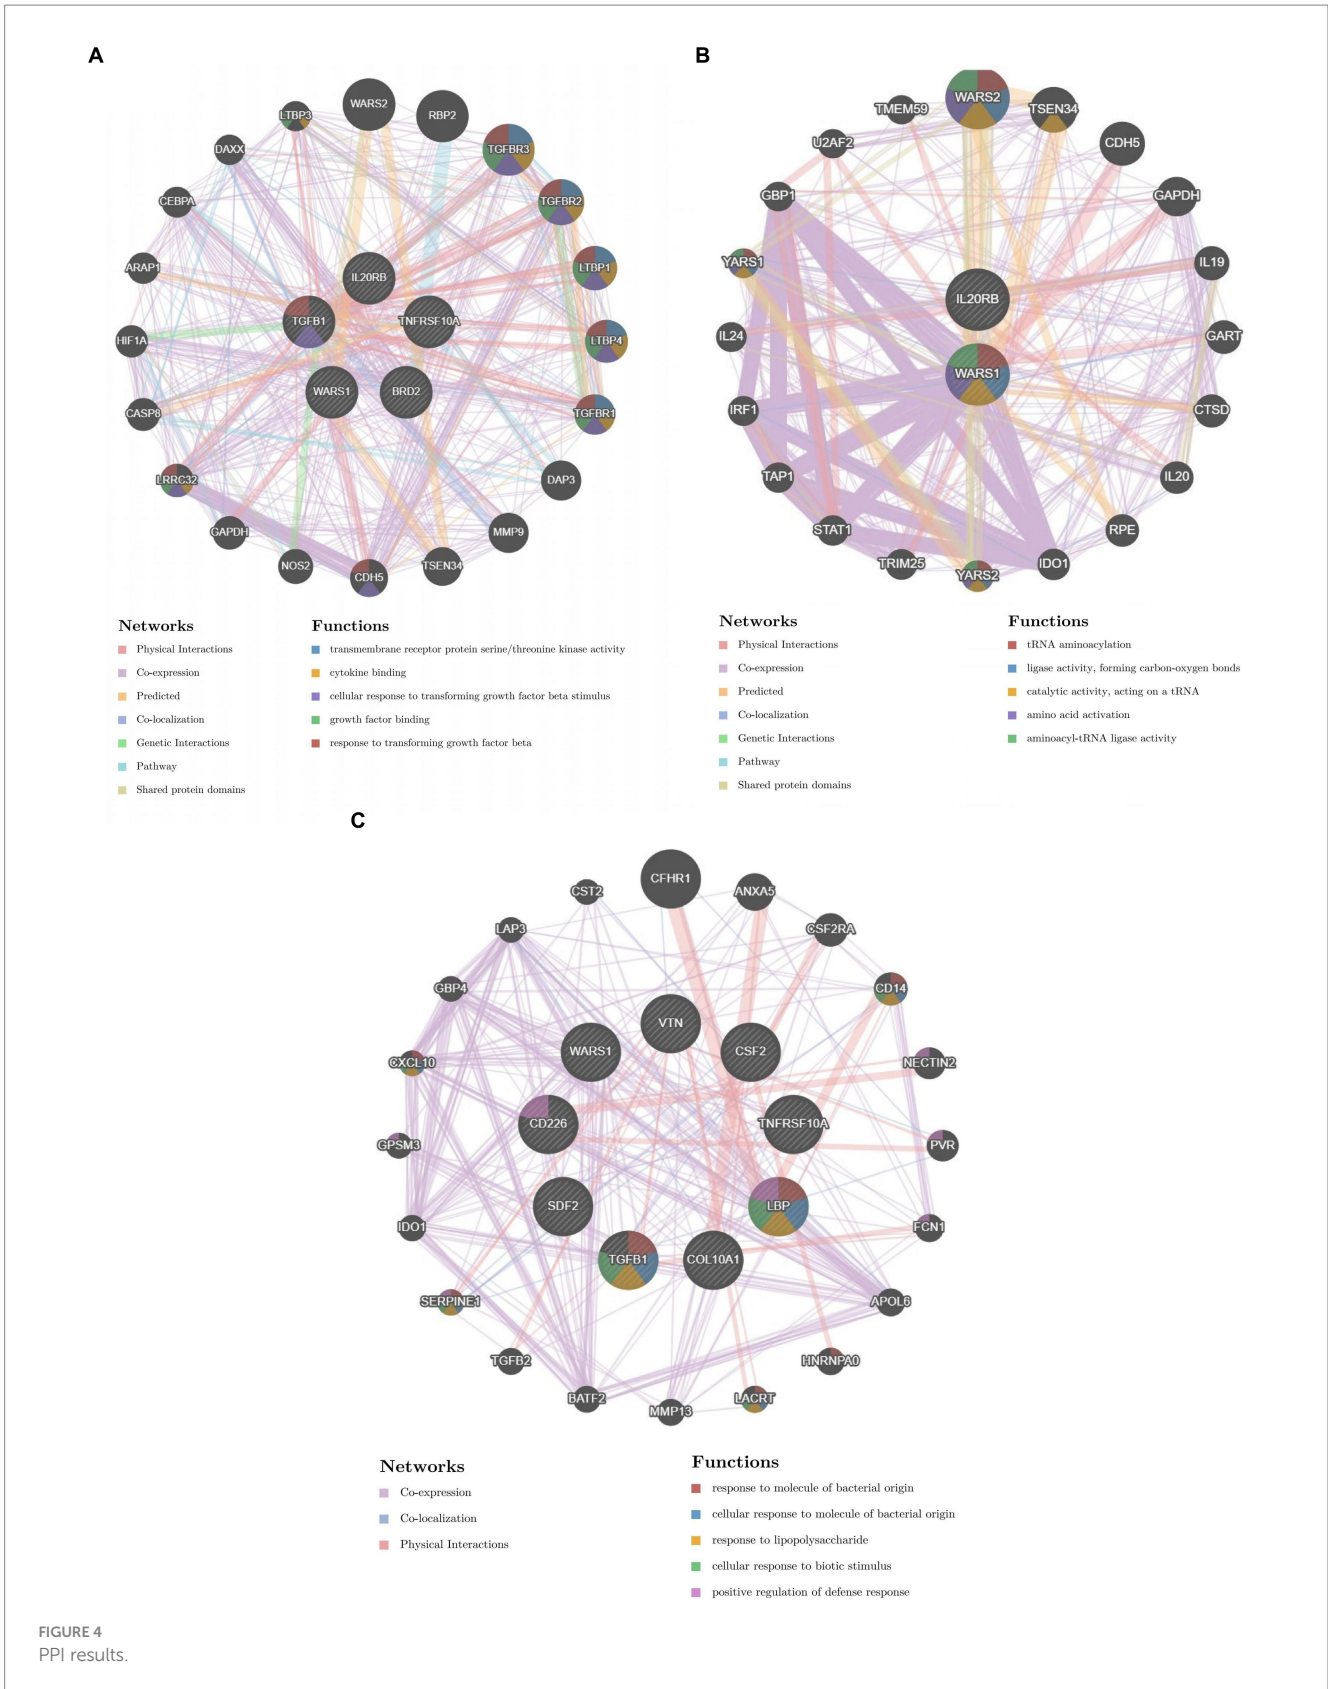 A
WARS2
RBP2
LTBP3
TGFBR3
DAXX
TGFBR2
CEBPA
LTBP1
ARAP1
IL20RB
TGFB1
TNFRSF10A
HIF1A
LTBP4
WARS1
BRD2
CASP8
TGFBR1
LRRC32
DAP3
GAPDH
MMP9
NOS2
TSEN34
CDH5
Networks
Physical Interactions
Co-expression
Predicted
Co-localization
Genetic Interactions
Pathway
Shared protein domains
Functions
transmembrane receptor protein serine/threonine kinase activity
cytokine binding
cellular response to transforming growth factor beta stimulus
growth factor binding
response to transforming growth factor beta
B
WARS2
TMEM59
TSEN34
U2AF2
CDH5
GBP1
GAPDH
YARS1
IL19
IL20RB
IL24
GART
WARS1
IRF1
CTSD
TAP1
IL20
STAT1
RPE
TRIM25
IDO1
YARS2
Networks
Physical Interactions
Co-expression
Predicted
Co-localization
Genetic Interactions
Pathway
Shared protein domains
Functions
tRNA aminoacylation
ligase activity, forming carbon-oxygen bonds
catalytic activity, acting on a tRNA
amino acid activation
aminoacyl-tRNA ligase activity
C
CFHR1
CST2
ANXA5
LAP3
CSF2RA
GBP4
CD14
VTN
WARS1
CSF2
CXCL10
NECTIN2
CD226
TNFRSF10A
GPSM3
PVR
SDF2
LBP
IDO1
FCN1
TGFB1
COL10A1
SERPINE1
APOL6
TGFB2
HNRNPA0
BATF2
LACRT
MMP13
Networks
Co-expression
Co-localization
Physical Interactions
Functions
response to molecule of bacterial origin
cellular response to molecule of bacterial origin
response to lipopolysaccharide
cellular response to biotic stimulus
positive regulation of defense response
FIGURE 4
PPI results.